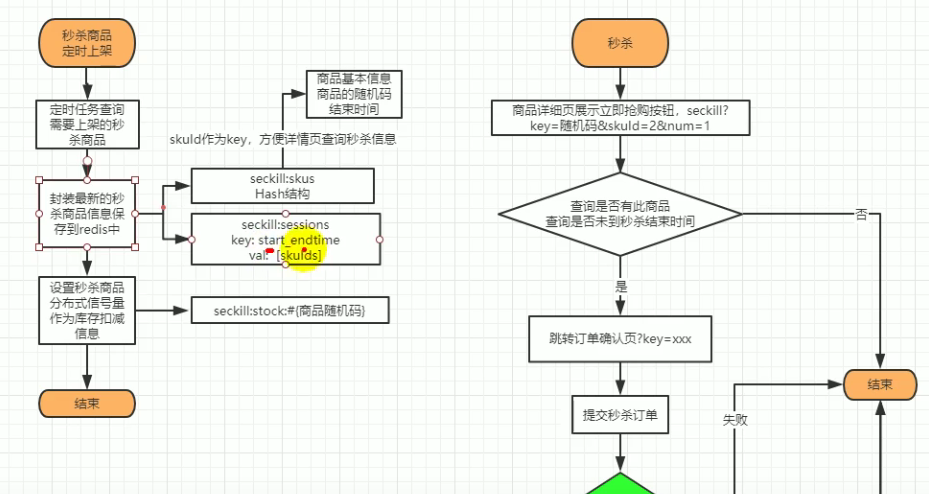 秒杀商品
定时上架
定时任务查询
需要上架的秒
杀商品
封装最新的秒
杀商品信息保
存到redis中
设置秒杀商品
分布式信号量
作为库存扣减
信息
结束
商品基本信息
商品的随机码
结束时间
skuId作为key，方便详情页查询秒杀信息
seckill:skus
Hash结构
seckill:sessions
key: start_endtime
val: [skuIds]
seckill:stock:#(商品随机码)
秒杀
商品详细页展示立即抢购按钮，seckill?
key=随机码&skuId=2&num=1
查询是否有此商品
查询是否未到秒杀结束时间
否
是
跳转订单确认页?key=xxx
提交秒杀订单
失败
结束